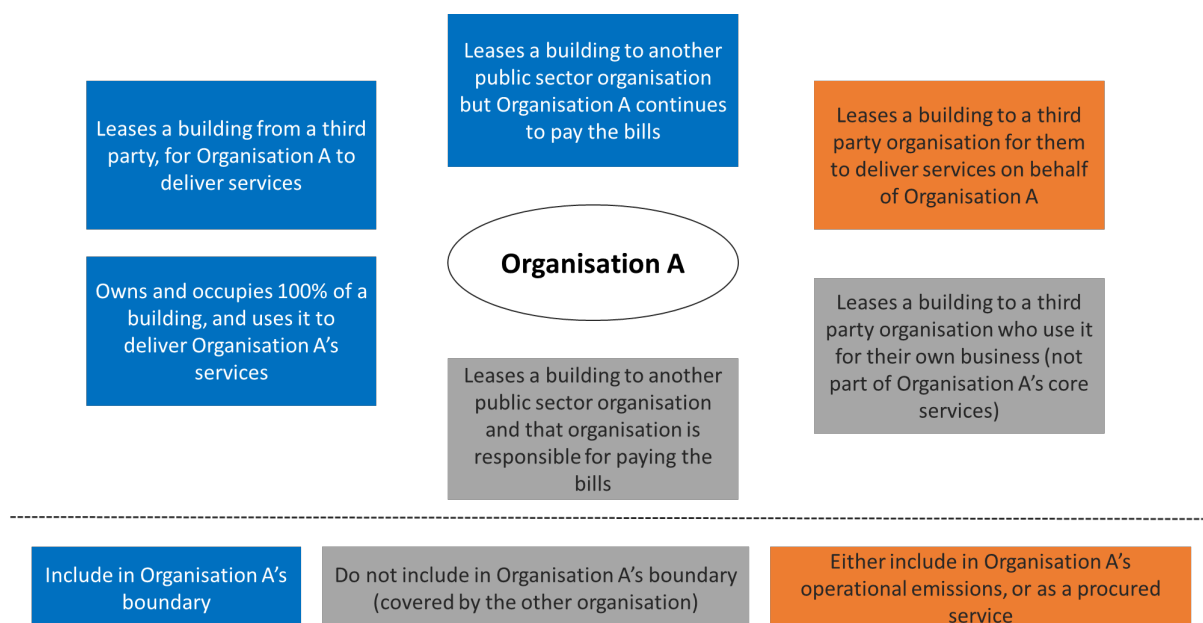 Leases a building to another
public sector organisation
but Organisation A continues
to pay the bills
Leases a building from a third
party, for Organisation A to
deliver services
Leases a building to a third
party organisation for them
to deliver services on behalf
of Organisation A
Organisation A
Owns and occupies 100% of a
building, and uses it to
deliver Organisation A’s
services
Leases a building to a third
party organisation who use it
for their own business (not
part of Organisation A’s core
services)
Leases a building to another
public sector organisation
and that organisation is
responsible for paying the
bills
Include in Organisation A’s
boundary
Do not include in Organisation A’s boundary
(covered by the other organisation)
Either include in Organisation A’s
operational emissions, or as a procured
service